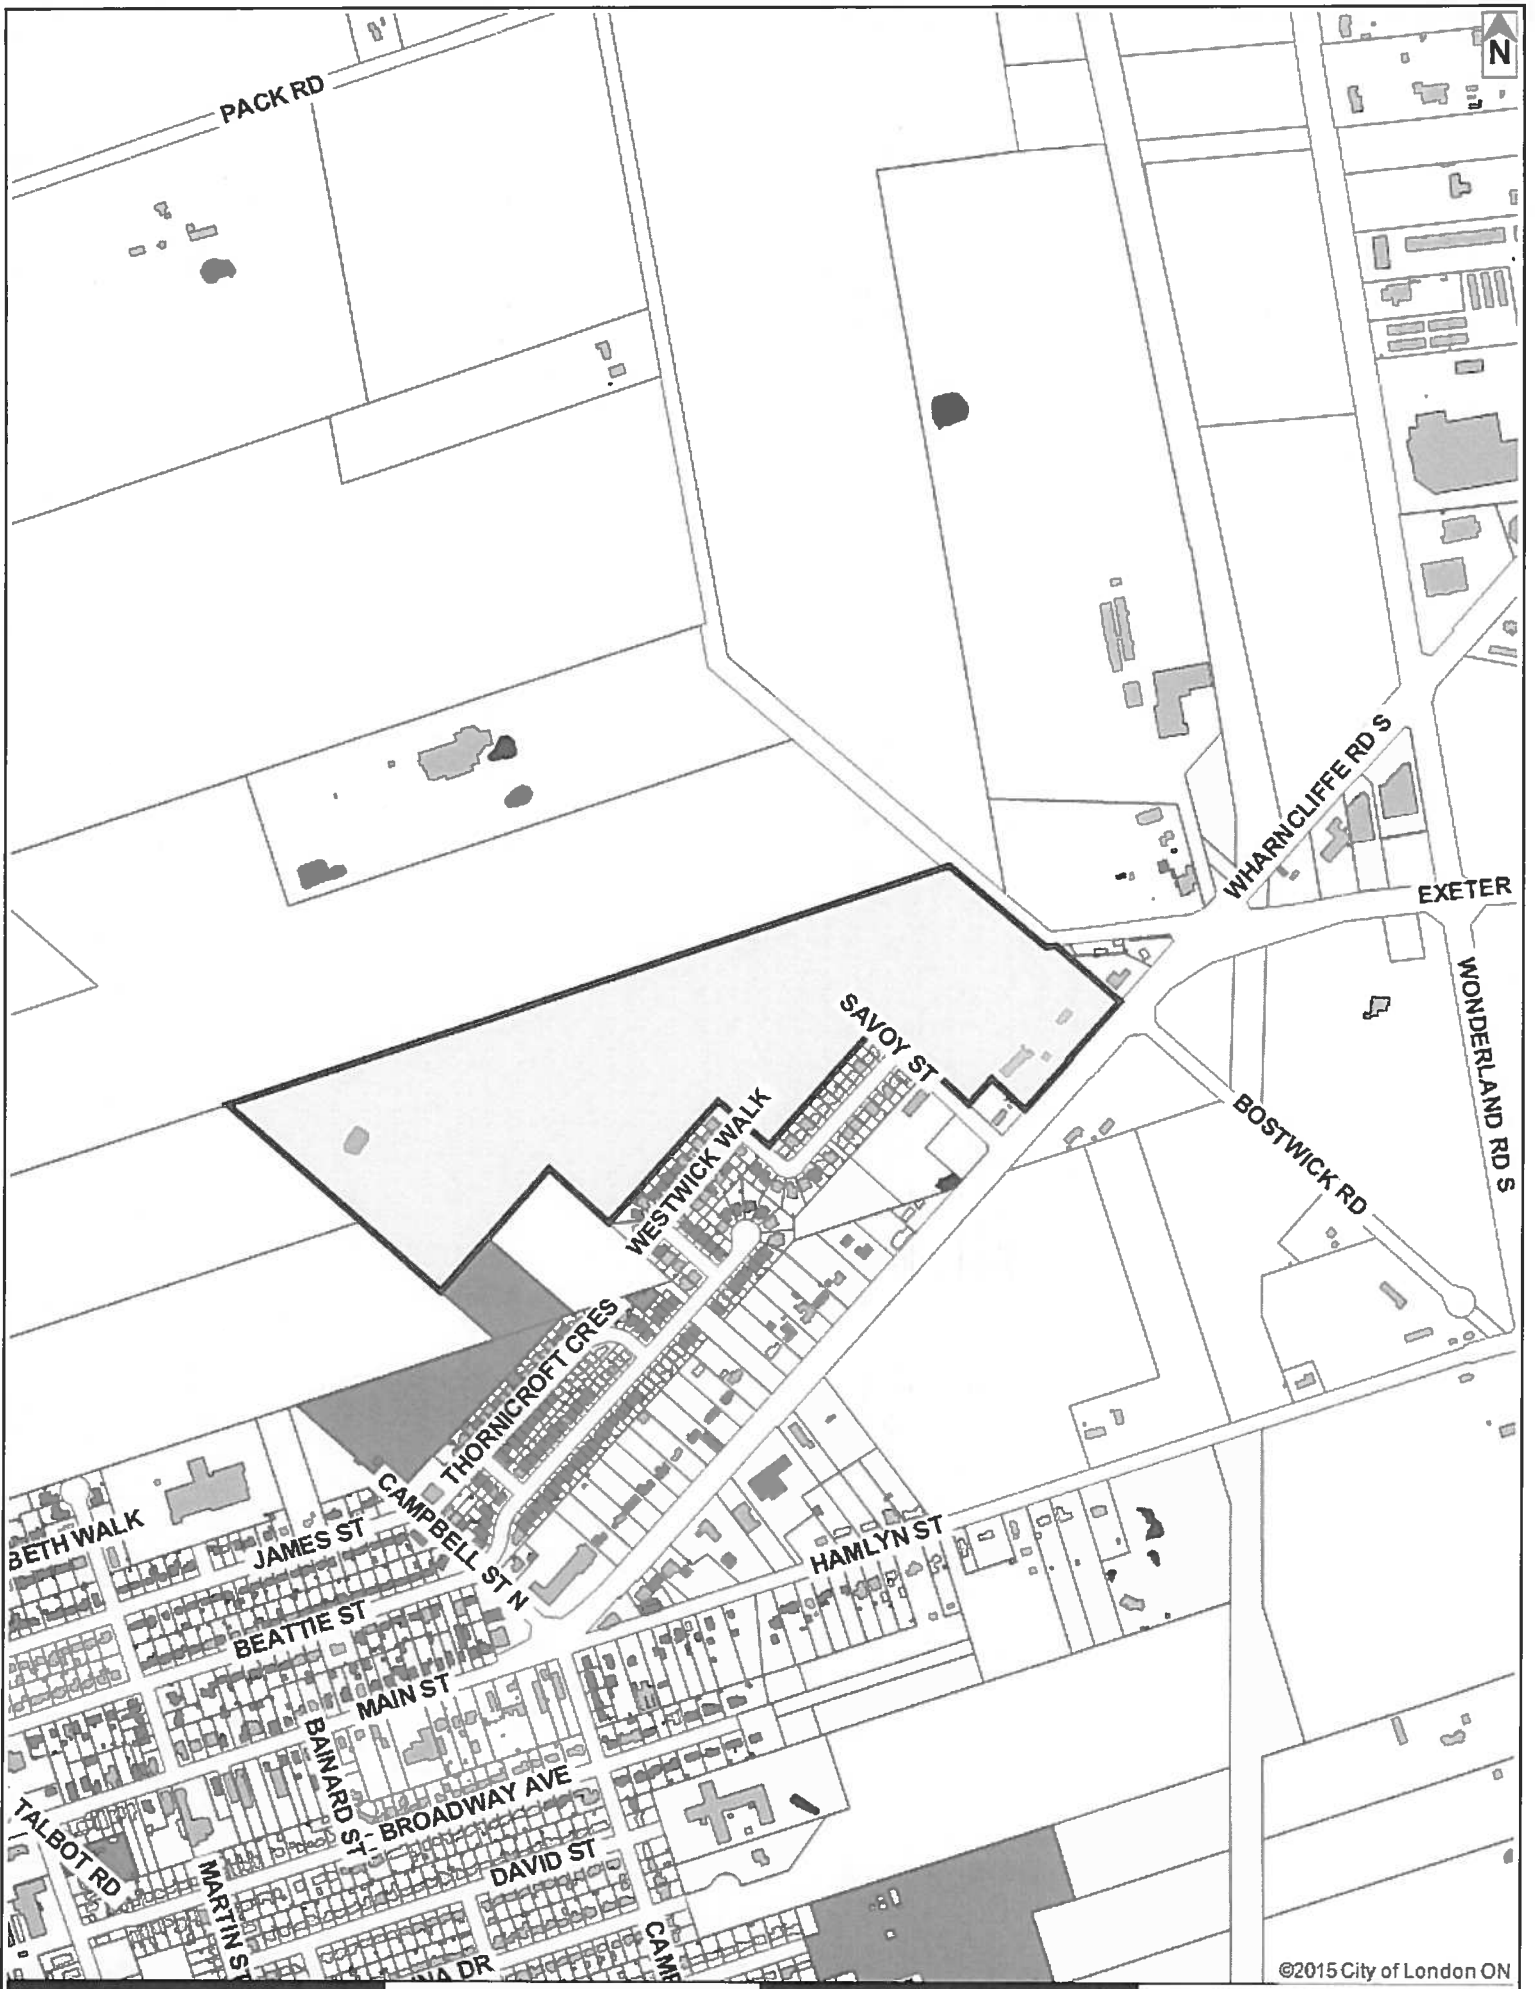 N
PACK RD
WHARNCLIFFE RD S
EXETER
SAVOY ST
WONDERLAND RD S
WESTWICK WALK
BOSTWICK RD
THORNICROFT CRES
CAMPBELL ST N
BETH WALK
JAMES ST
HAMLYN ST
BEATTIE ST
MAIN ST
BAINARD ST
BROADWAY AVE
TALBOT RD
DAVID ST
MARTIN ST
CAMP
NA DR
©2015 City of London ON